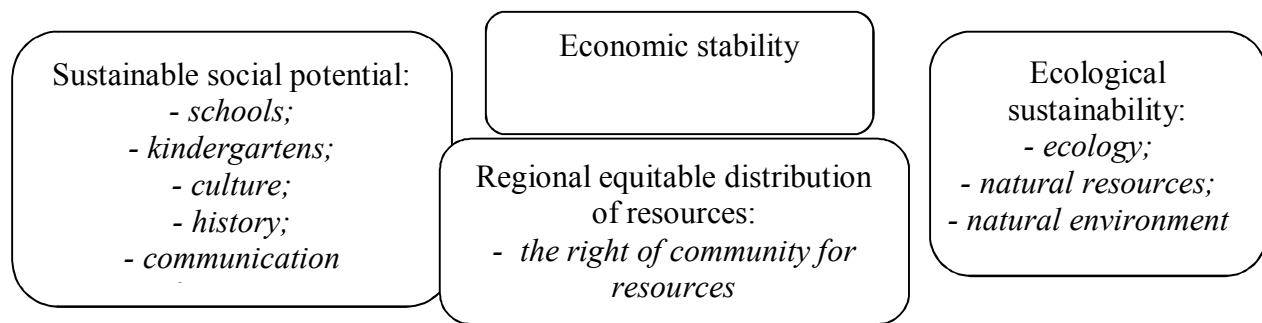 Sustainable social potential:
- schools;
- kindergartens;
- culture;
- history;
- communication
Economic stability
Regional equitable distribution
of resources:
- the right of community for
resources
Ecological
sustainability:
- ecology;
- natural resources;
- natural environment